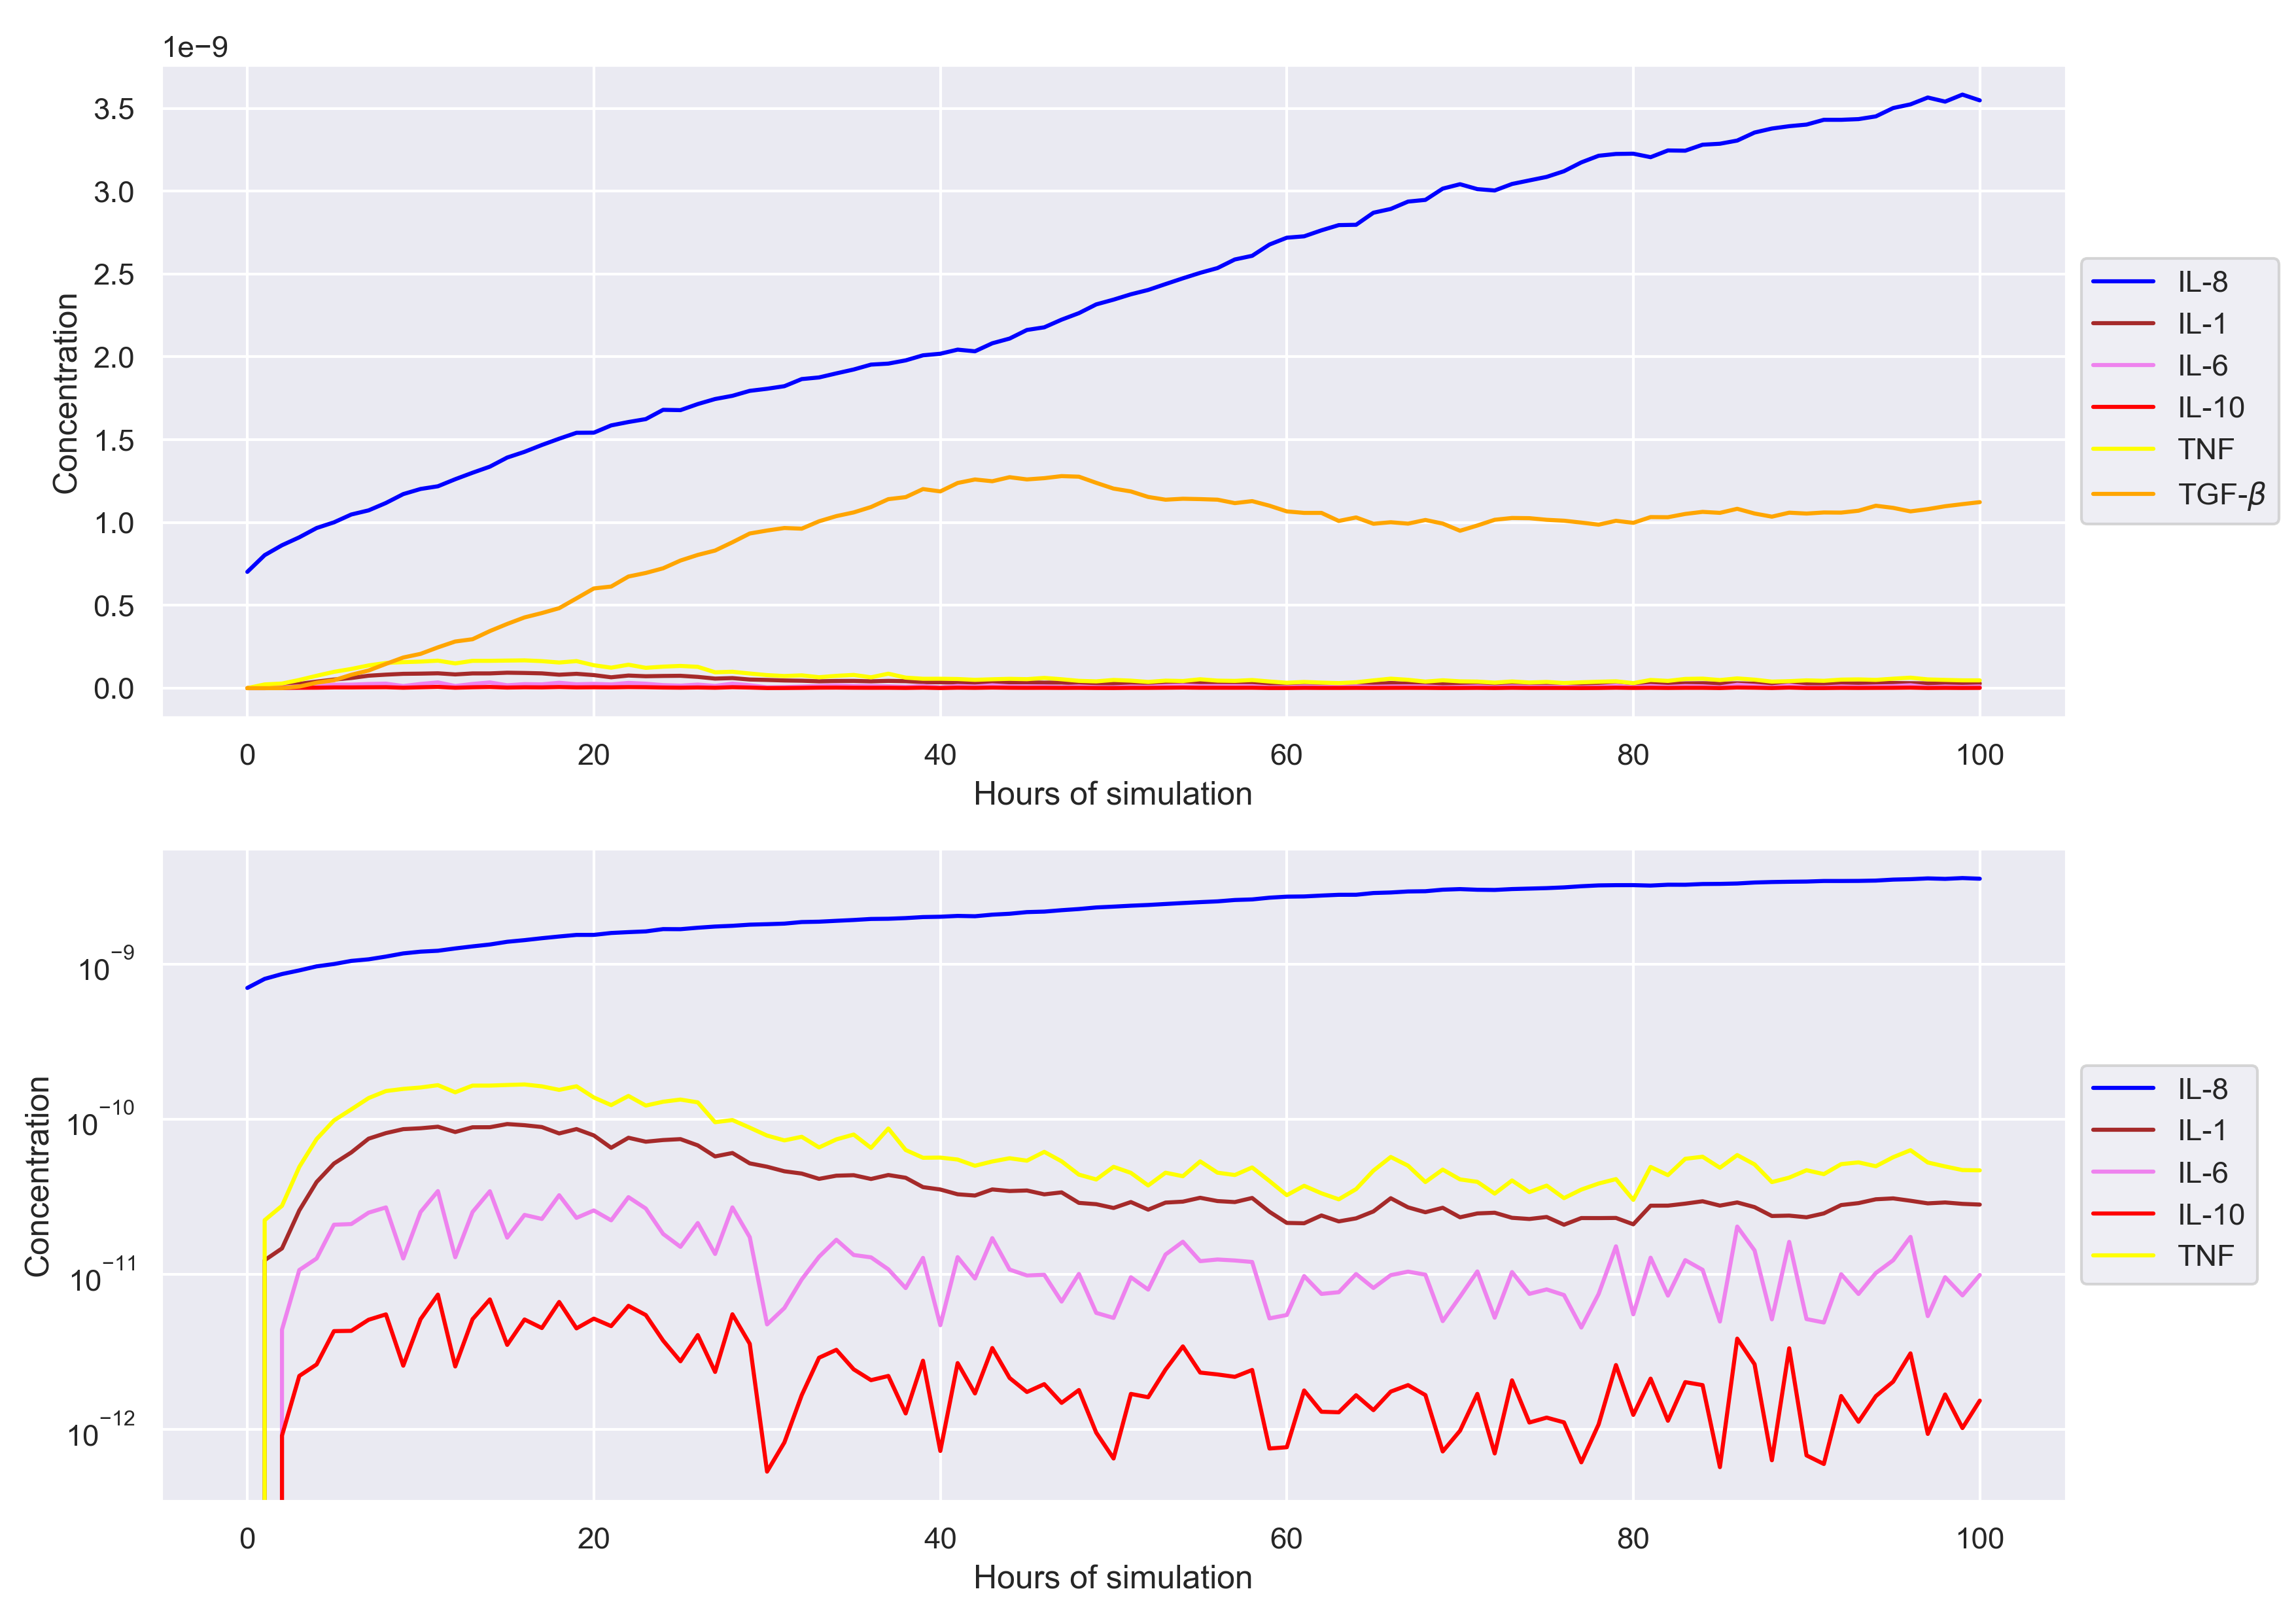 1e−9
3.5
3.0
2.5
2.0
1.5
1.0
0.5
0.0
Concentration
0
20
40
60
80
100
Hours of simulation
IL-8
IL-1
IL-6
IL-10
TNF
TGF-β
10⁻⁹
10⁻¹⁰
10⁻¹¹
10⁻¹²
Concentration
0
20
40
60
80
100
Hours of simulation
IL-8
IL-1
IL-6
IL-10
TNF